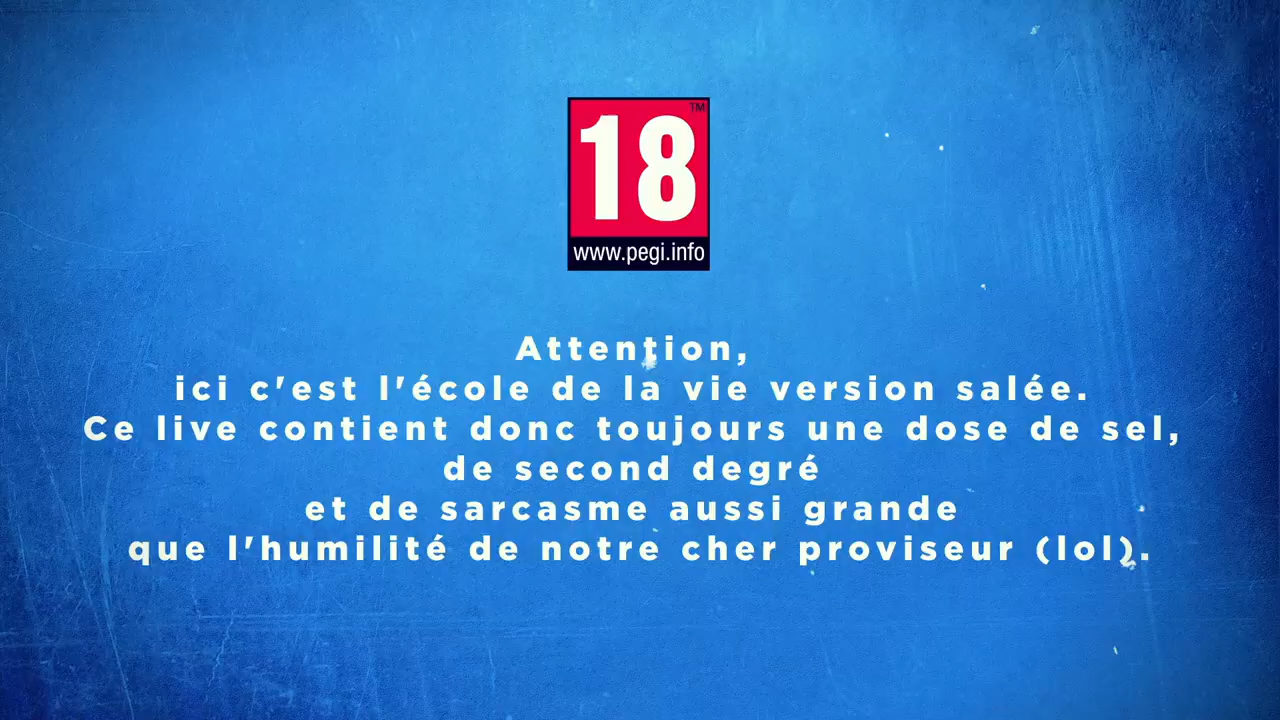 TM
18
www.pegi.info
Attention,
ici c'est l'école de la vie version salée.
Ce live contient donc toujours une dose de sel,
de second degré
et de sarcasme aussi grande
que l'humilité de notre cher proviseur (lol).